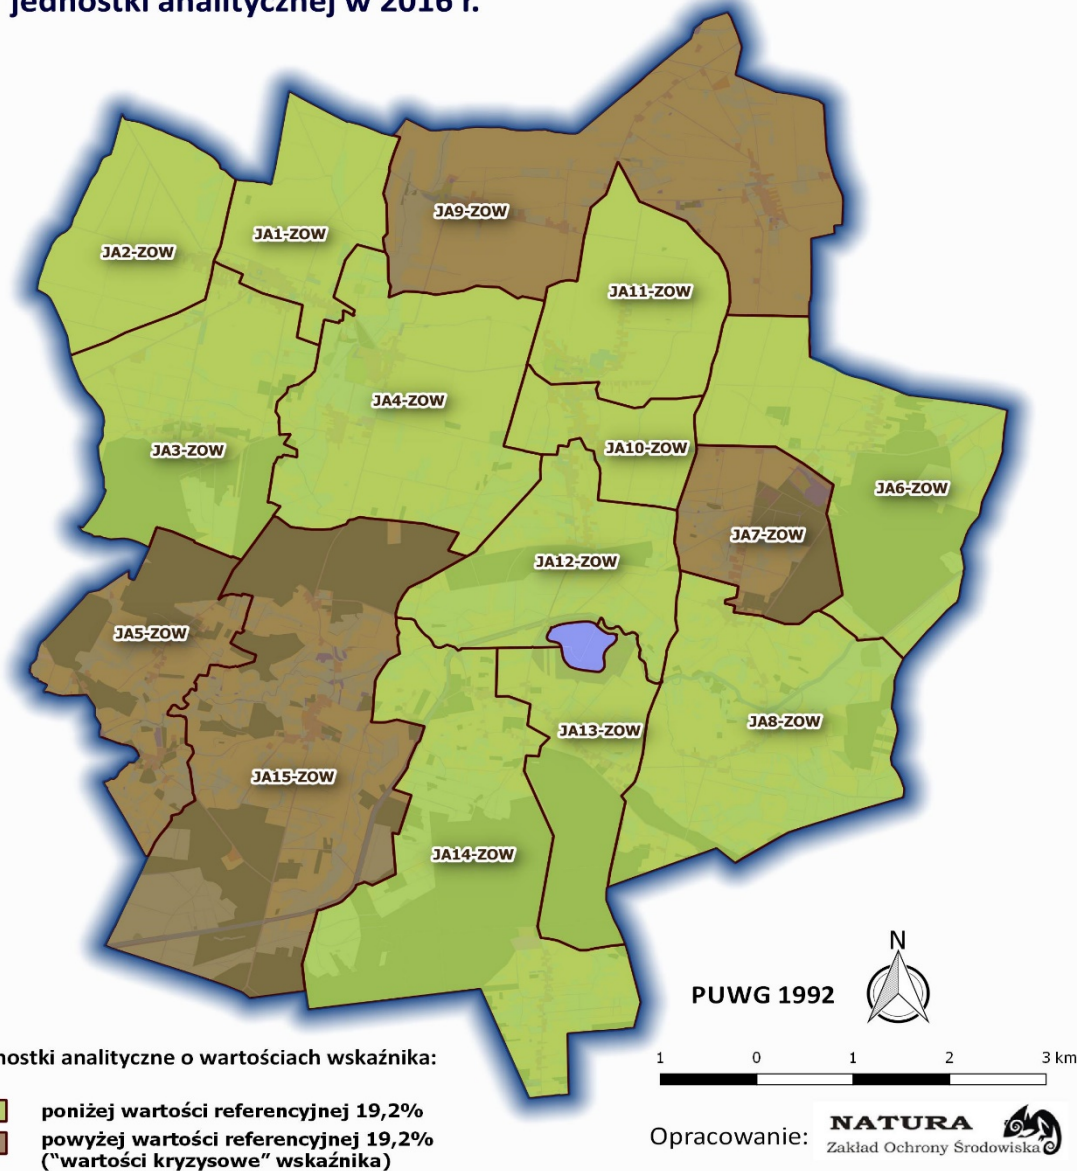 jednostki analitycznej w 2016 r.
JA9-ZOW
JA1-ZOW
JA2-ZOW
JA11-ZOW
JA4-ZOW
JA3-ZOW
JA10-ZOW
JA6-ZOW
JA7-ZOW
JA12-ZOW
JA5-ZOW
JA8-ZOW
JA13-ZOW
JA15-ZOW
JA14-ZOW
N
PUWG 1992
nostki analityczne o wartościach wskaźnika:
1 0 1 2 3 km
poniżej wartości referencyjnej 19,2%
powyżej wartości referencyjnej 19,2%
("wartości kryzysowe" wskaźnika)
Opracowanie:
NATURA
Zakład Ochrony Środowiska